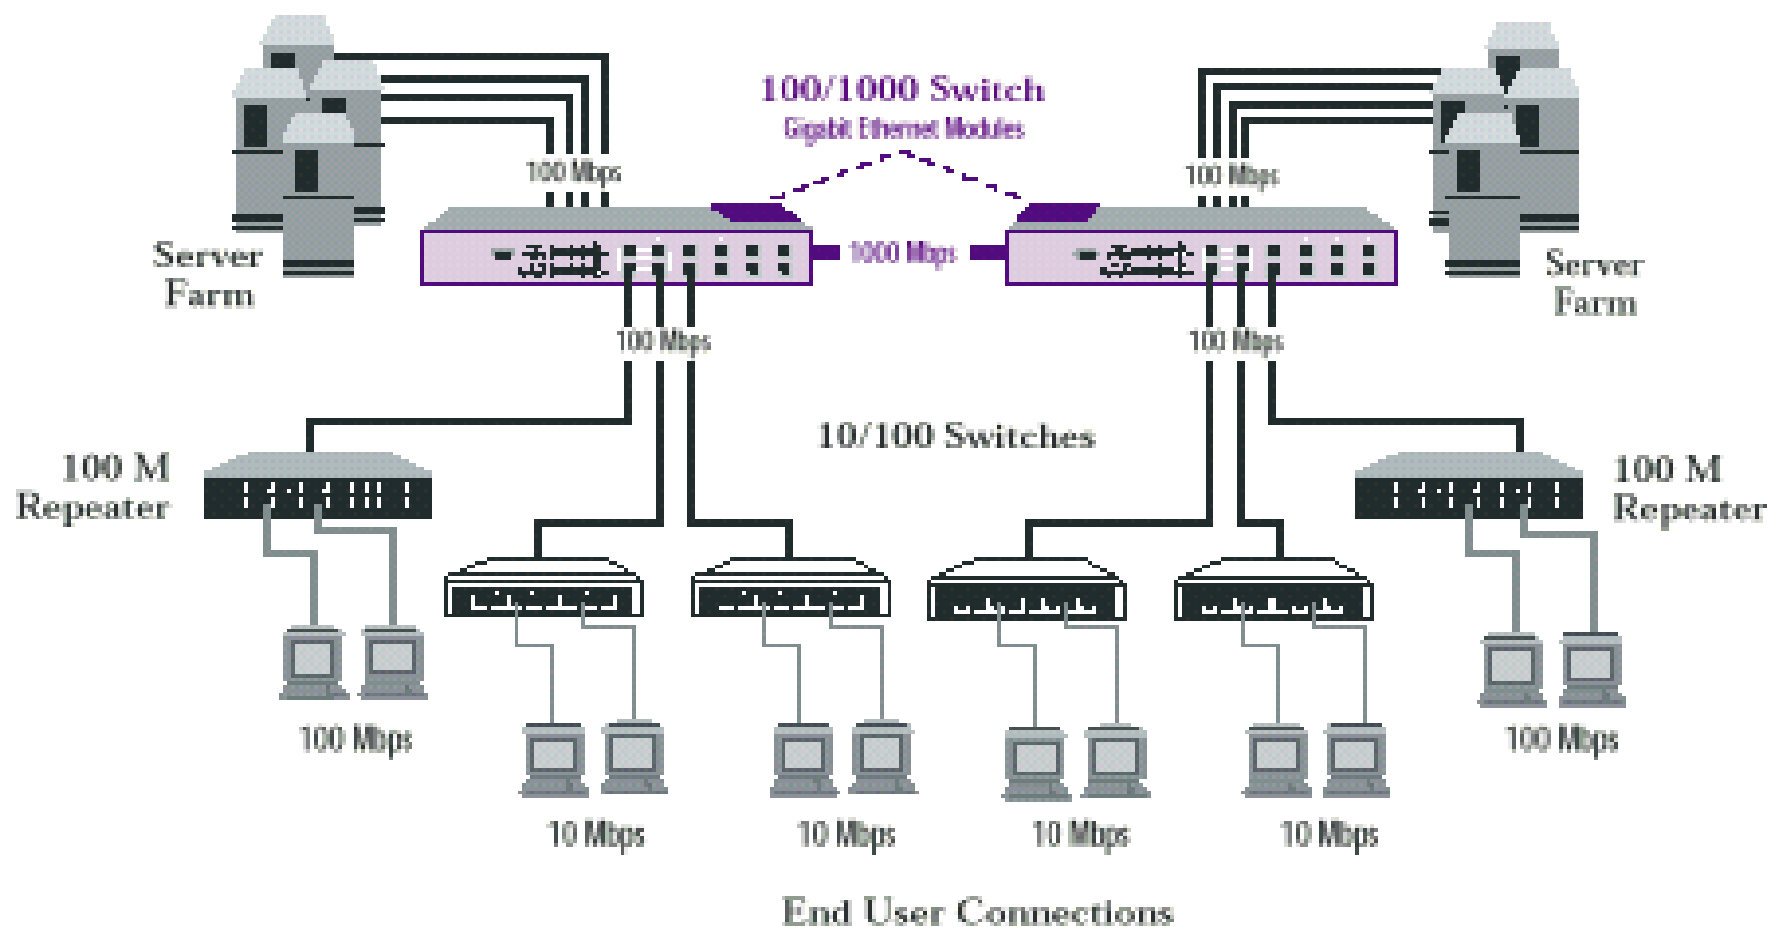 100/1000 Switch
Gigabit Ethernet Modules
100 Mbps
100 Mbps
Server
Farm
1000 Mbps
Server
Farm
100 Mbps
100 Mbps
10/100 Switches
100 M
Repeater
100 M
Repeater
100 Mbps
100 Mbps
10 Mbps
10 Mbps
10 Mbps
10 Mbps
End User Connections